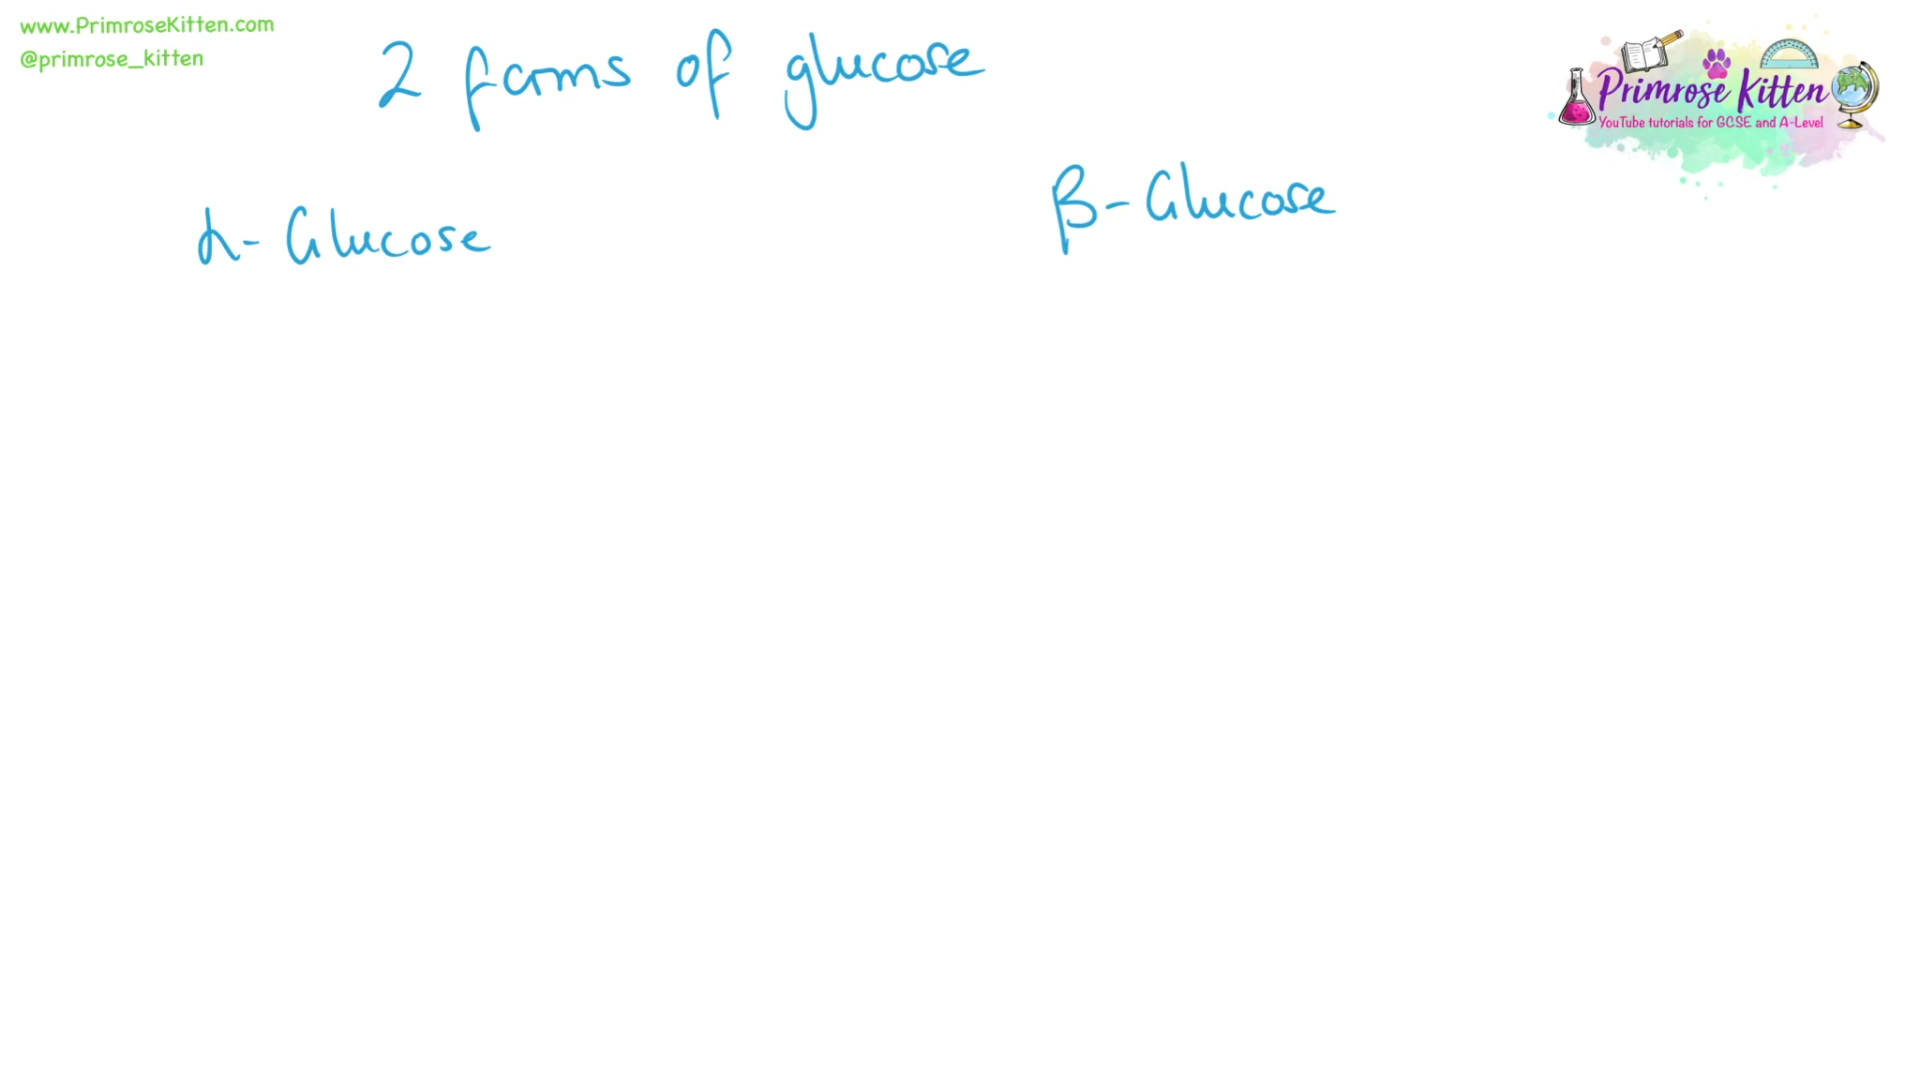 www.PrimroseKitten.com
@primrose_kitten
2 forms of glucose
Primrose Kitten
YouTube tutorials for GCSE and A-Level
α- Glucose
β- Glucose